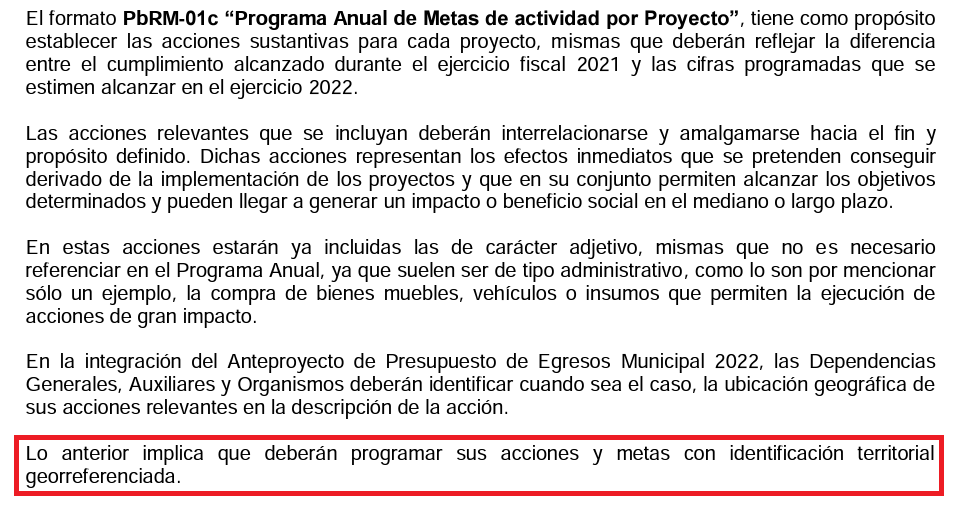 El formato PbRM-01c “Programa Anual de Metas de actividad por Proyecto”, tiene como propósito
establecer las acciones sustantivas para cada proyecto, mismas que deberán reflejar la diferencia
entre el cumplimiento alcanzado durante el ejercicio fiscal 2021 y las cifras programadas que se
estimen alcanzar en el ejercicio 2022.
Las acciones relevantes que se incluyan deberán interrelacionarse y amalgamarse hacia el fin y
propósito definido. Dichas acciones representan los efectos inmediatos que se pretenden conseguir
derivado de la implementación de los proyectos y que en su conjunto permiten alcanzar los objetivos
determinados y pueden llegar a generar un impacto o beneficio social en el mediano o largo plazo.
En estas acciones estarán ya incluidas las de carácter adjetivo, mismas que no es necesario
referenciar en el Programa Anual, ya que suelen ser de tipo administrativo, como lo son por mencionar
sólo un ejemplo, la compra de bienes muebles, vehículos o insumos que permiten la ejecución de
acciones de gran impacto.
En la integración del Anteproyecto de Presupuesto de Egresos Municipal 2022, las Dependencias
Generales, Auxiliares y Organismos deberán identificar cuando sea el caso, la ubicación geográfica de
sus acciones relevantes en la descripción de la acción.
Lo anterior implica que deberán programar sus acciones y metas con identificación territorial
georreferenciada.